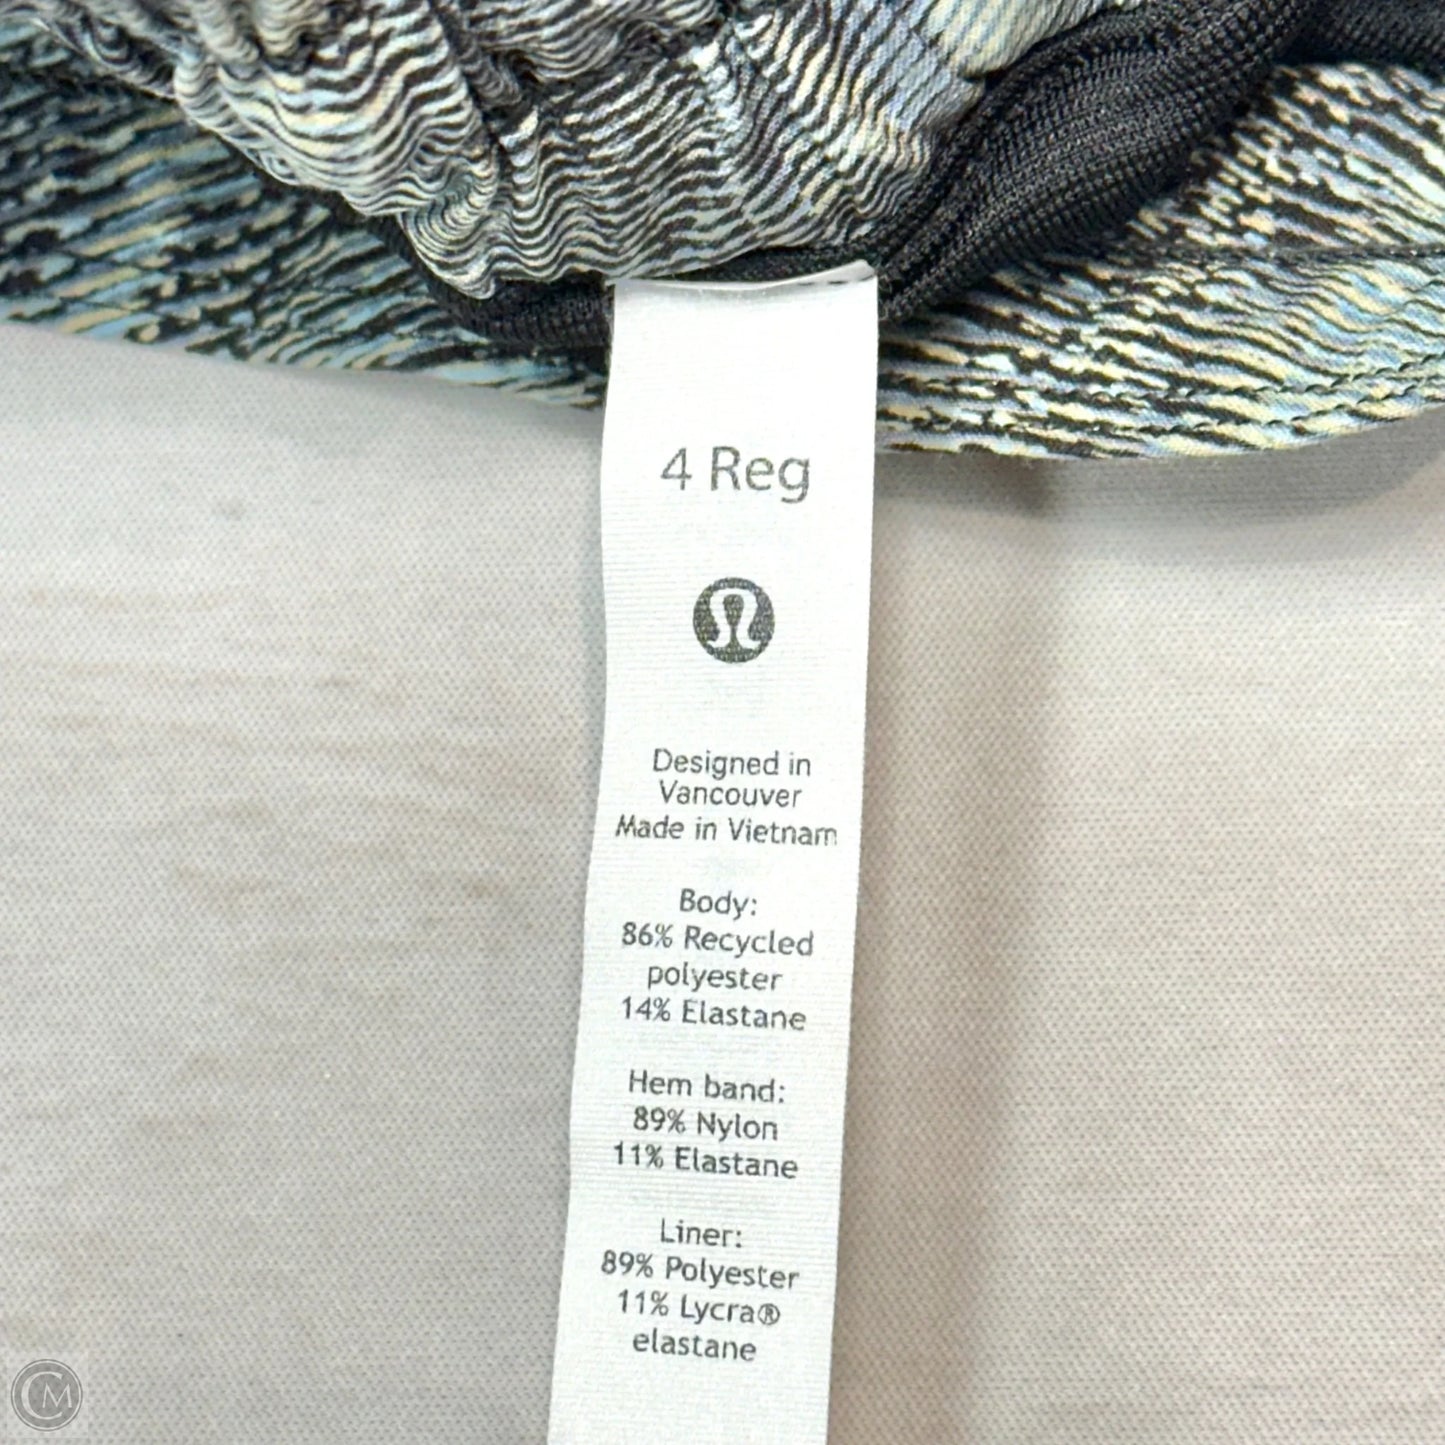 4 Reg
Designed in
Vancouver
Made in Vietnam
Body:
86% Recycled
polyester
14% Elastane
Hem band:
89% Nylon
11% Elastane
Liner:
89% Polyester
11% Lycra®
elastane
CM